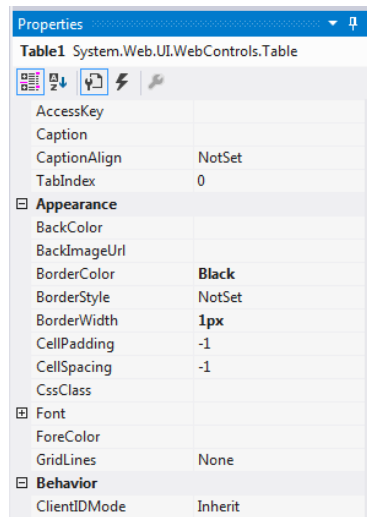 Properties
Table1 System.Web.UI.WebControls.Table
AccessKey
Caption
CaptionAlign NotSet
TabIndex 0
Appearance
BackColor
BackImageUrl
BorderColor Black
BorderStyle NotSet
BorderWidth 1px
CellPadding -1
CellSpacing -1
CssClass
Font
ForeColor
GridLines None
Behavior
ClientIDMode Inherit